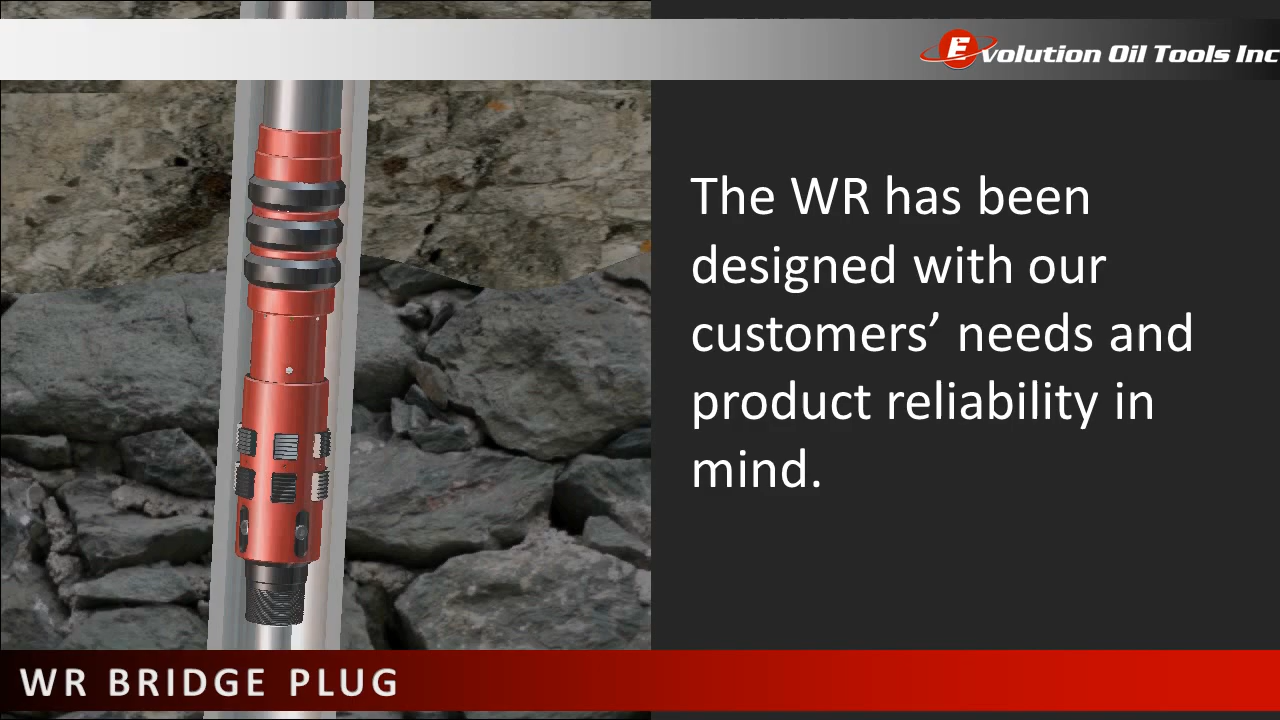 Evolution Oil Tools Inc
The WR has been
designed with our
customers’ needs and
product reliability in
mind.
WR BRIDGE PLUG